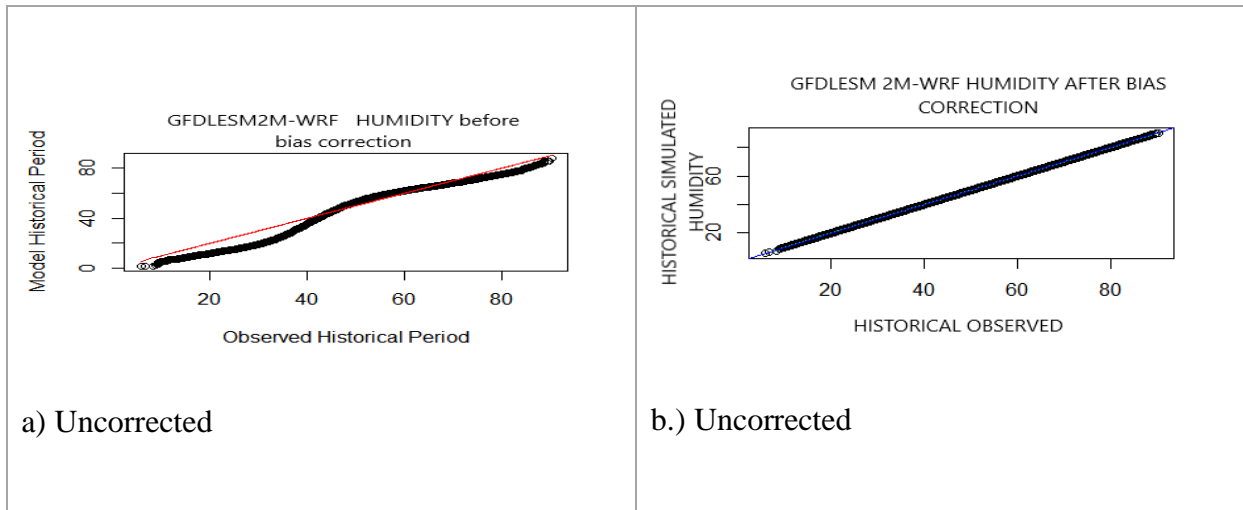 GFDLESM2M-WRF HUMIDITY before
bias correction
Model Historical Period
80
40
0
20 40 60 80
Observed Historical Period
a) Uncorrected
GFDLESM 2M-WRF HUMIDITY AFTER BIAS
CORRECTION
HISTORICAL SIMULATED
HUMIDITY
60
20
20 40 60 80
HISTORICAL OBSERVED
b.) Uncorrected